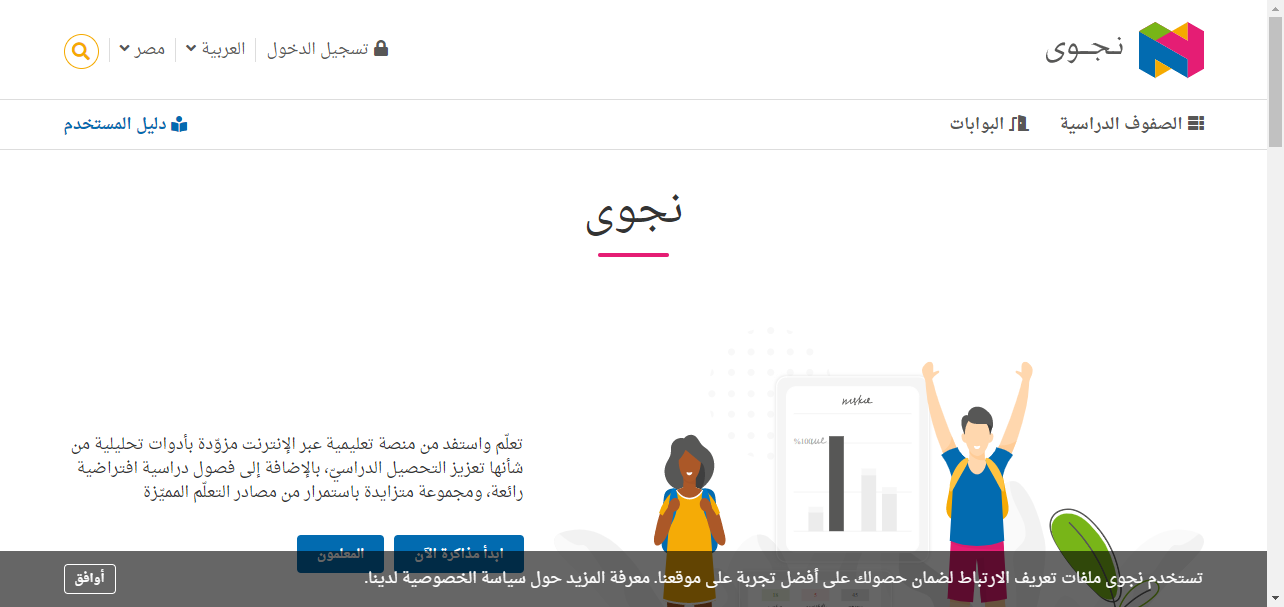 نجوى
تسجيل الدخول
العربية
مصر
الصفوف الدراسية
البوابات
دليل المستخدم
نجوى
تعلّم واستفد من منصة تعليمية عبر الإنترنت مزوّدة بأدوات تحليلية من
شأنها تعزيز التحصيل الدراسيّ، بالإضافة إلى فصول دراسية افتراضية
رائعة، ومجموعة متزايدة باستمرار من مصادر التعلّم المميّزة
%100
ابدأ مذاكرة الآن
المعلمون
تستخدم نجوى ملفات تعريف الارتباط لضمان حصولك على أفضل تجربة على موقعنا. معرفة المزيد حول سياسة الخصوصية لدينا.
أوافق